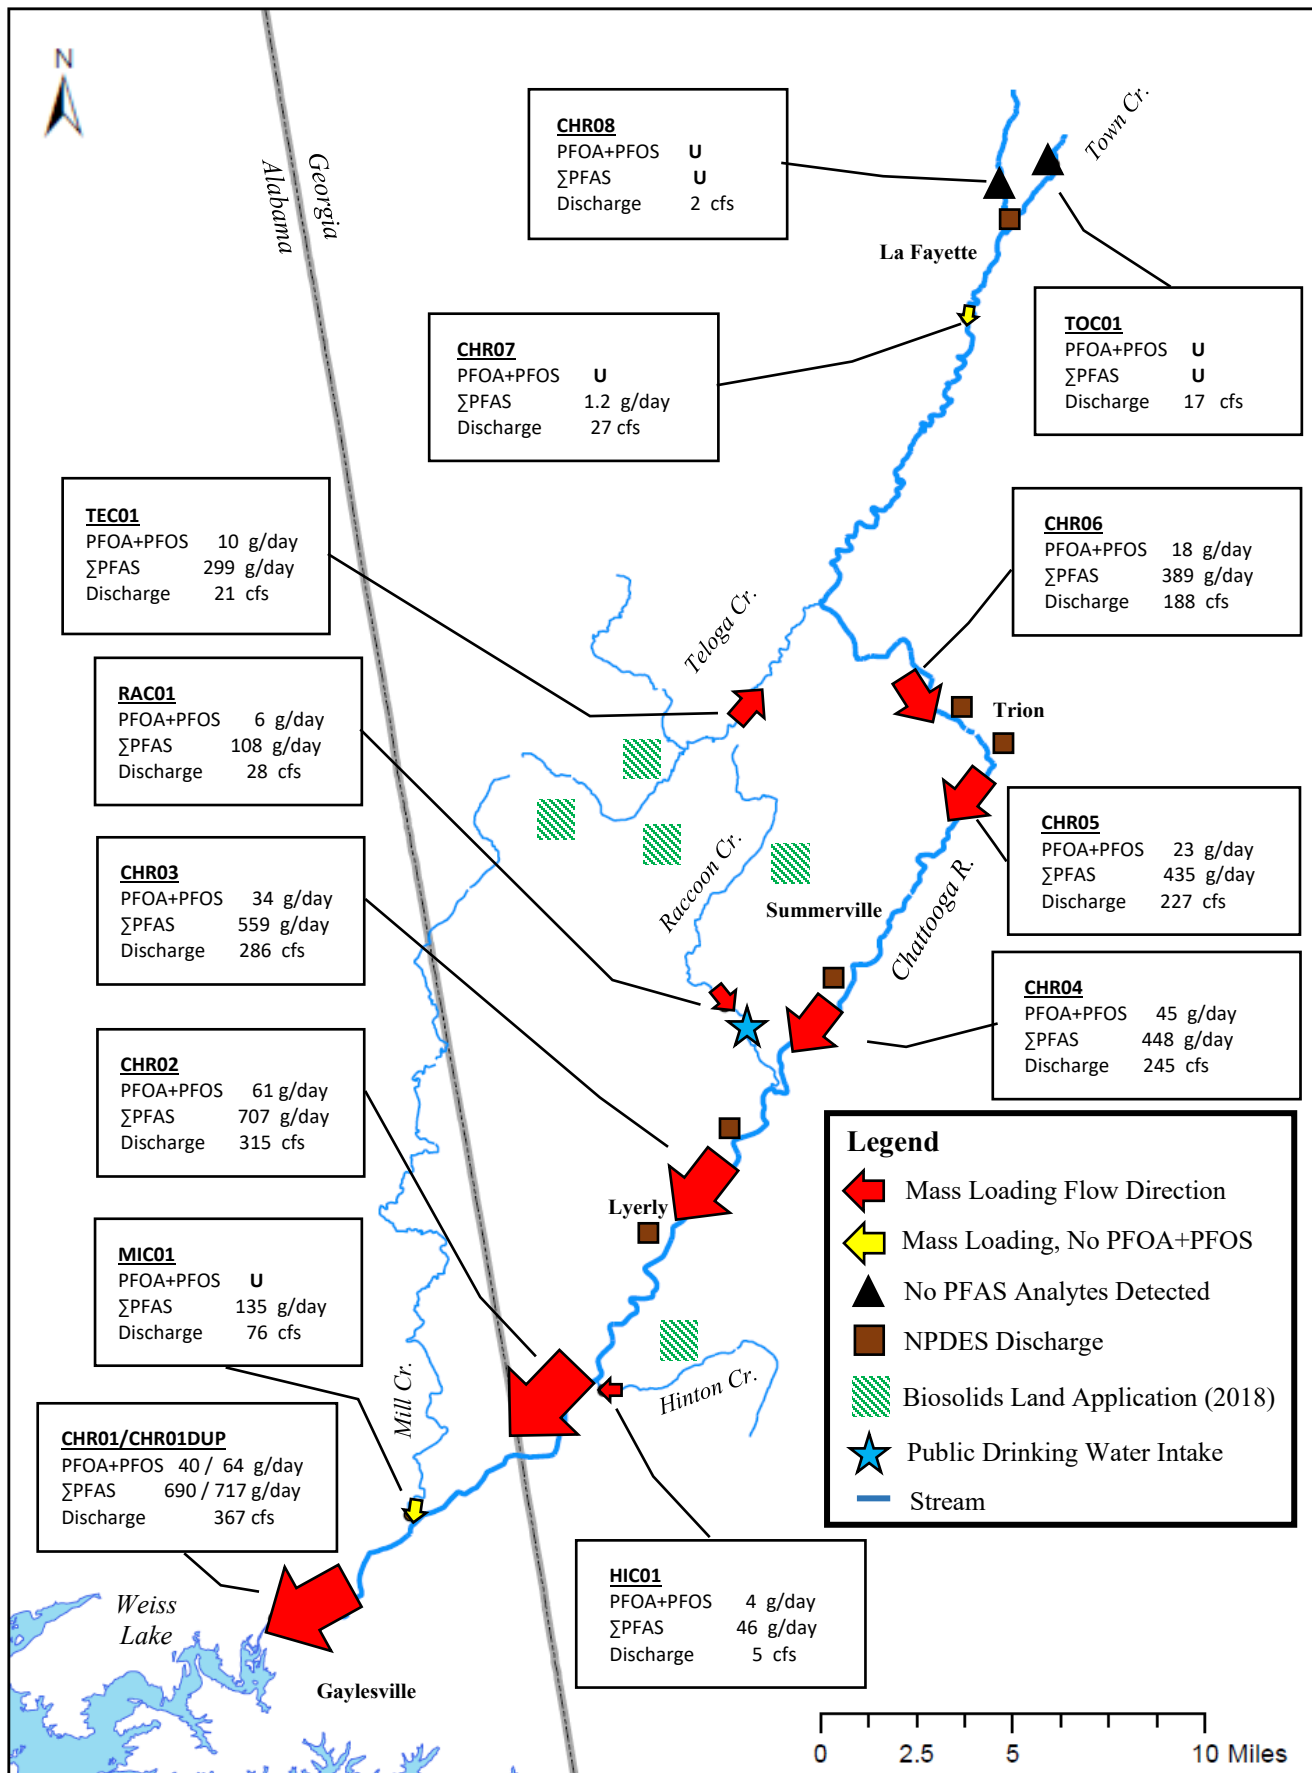 N
Georgia
Alabama
Town Cr.
CHR08
PFOA+PFOS U
∑PFAS U
Discharge 2 cfs
La Fayette
TOC01
PFOA+PFOS U
∑PFAS U
Discharge 17 cfs
CHR07
PFOA+PFOS U
∑PFAS 1.2 g/day
Discharge 27 cfs
TEC01
PFOA+PFOS 10 g/day
∑PFAS 299 g/day
Discharge 21 cfs
CHR06
PFOA+PFOS 18 g/day
∑PFAS 389 g/day
Discharge 188 cfs
Teloga Cr.
RAC01
PFOA+PFOS 6 g/day
∑PFAS 108 g/day
Discharge 28 cfs
Trion
CHR05
PFOA+PFOS 23 g/day
∑PFAS 435 g/day
Discharge 227 cfs
CHR03
PFOA+PFOS 34 g/day
∑PFAS 559 g/day
Discharge 286 cfs
Raccoon Cr.
Summerville
Chattooga R.
CHR04
PFOA+PFOS 45 g/day
∑PFAS 448 g/day
Discharge 245 cfs
CHR02
PFOA+PFOS 61 g/day
∑PFAS 707 g/day
Discharge 315 cfs
Lyerly
MIC01
PFOA+PFOS U
∑PFAS 135 g/day
Discharge 76 cfs
Mill Cr.
Hinton Cr.
CHR01/CHR01DUP
PFOA+PFOS 40 / 64 g/day
∑PFAS 690 / 717 g/day
Discharge 367 cfs
HIC01
PFOA+PFOS 4 g/day
∑PFAS 46 g/day
Discharge 5 cfs
Weiss
Lake
Gaylesville
Legend
Mass Loading Flow Direction
Mass Loading, No PFOA+PFOS
No PFAS Analytes Detected
NPDES Discharge
Biosolids Land Application (2018)
Public Drinking Water Intake
Stream
0 2.5 5 10 Miles